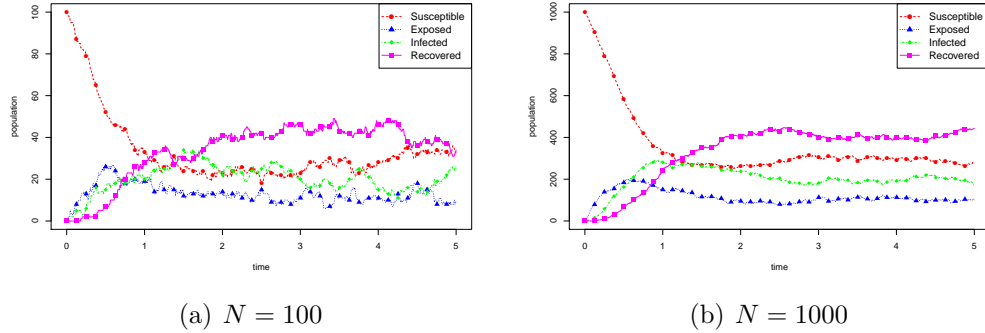 Susceptible
Exposed
Infected
Recovered
population
100
80
60
40
20
0
0 1 2 3 4 5
time
(a) N = 100
Susceptible
Exposed
Infected
Recovered
population
1000
800
600
400
200
0
0 1 2 3 4 5
time
(b) N = 1000